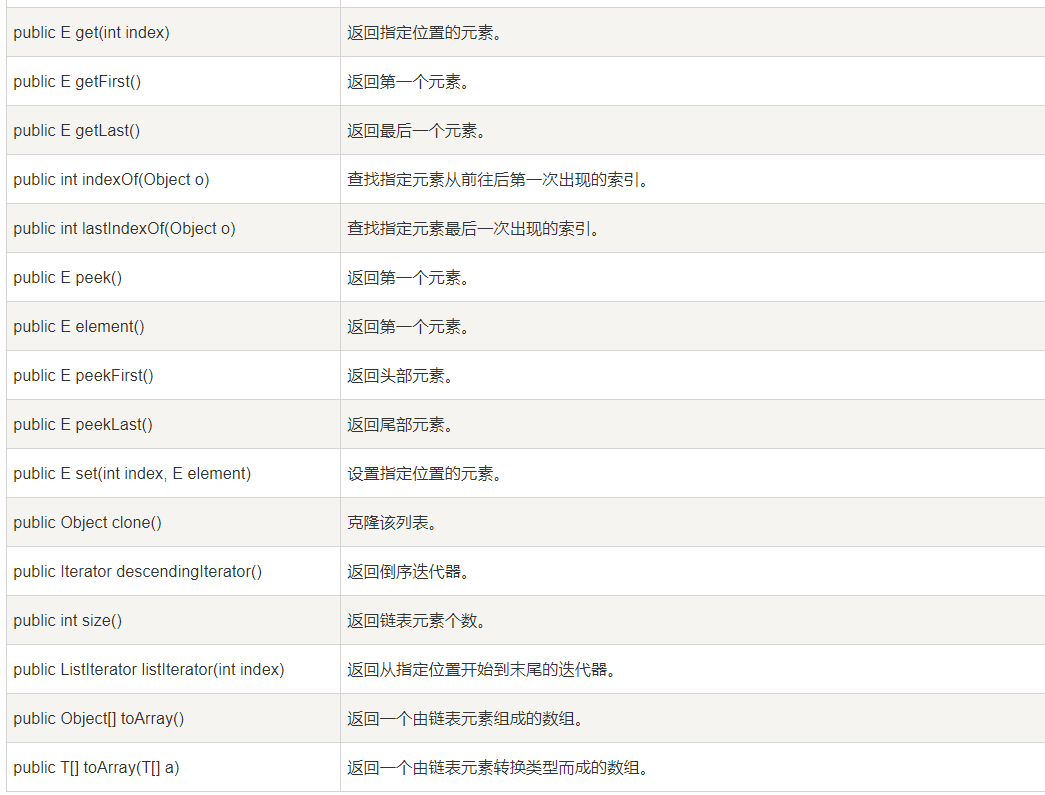 public E get(int index) 返回指定位置的元素。
public E getFirst() 返回第一个元素。
public E getLast() 返回最后一个元素。
public int indexOf(Object o) 查找指定元素从前往后第一次出现的索引。
public int lastIndexOf(Object o) 查找指定元素最后一次出现的索引。
public E peek() 返回第一个元素。
public E element() 返回第一个元素。
public E peekFirst() 返回头部元素。
public E peekLast() 返回尾部元素。
public E set(int index, E element) 设置指定位置的元素。
public Object clone() 克隆该列表。
public Iterator descendingIterator() 返回倒序迭代器。
public int size() 返回链表元素个数。
public ListIterator listIterator(int index) 返回从指定位置开始到末尾的迭代器。
public Object[] toArray() 返回一个由链表元素组成的数组。
public T[] toArray(T[] a) 返回一个由链表元素转换类型而成的数组。